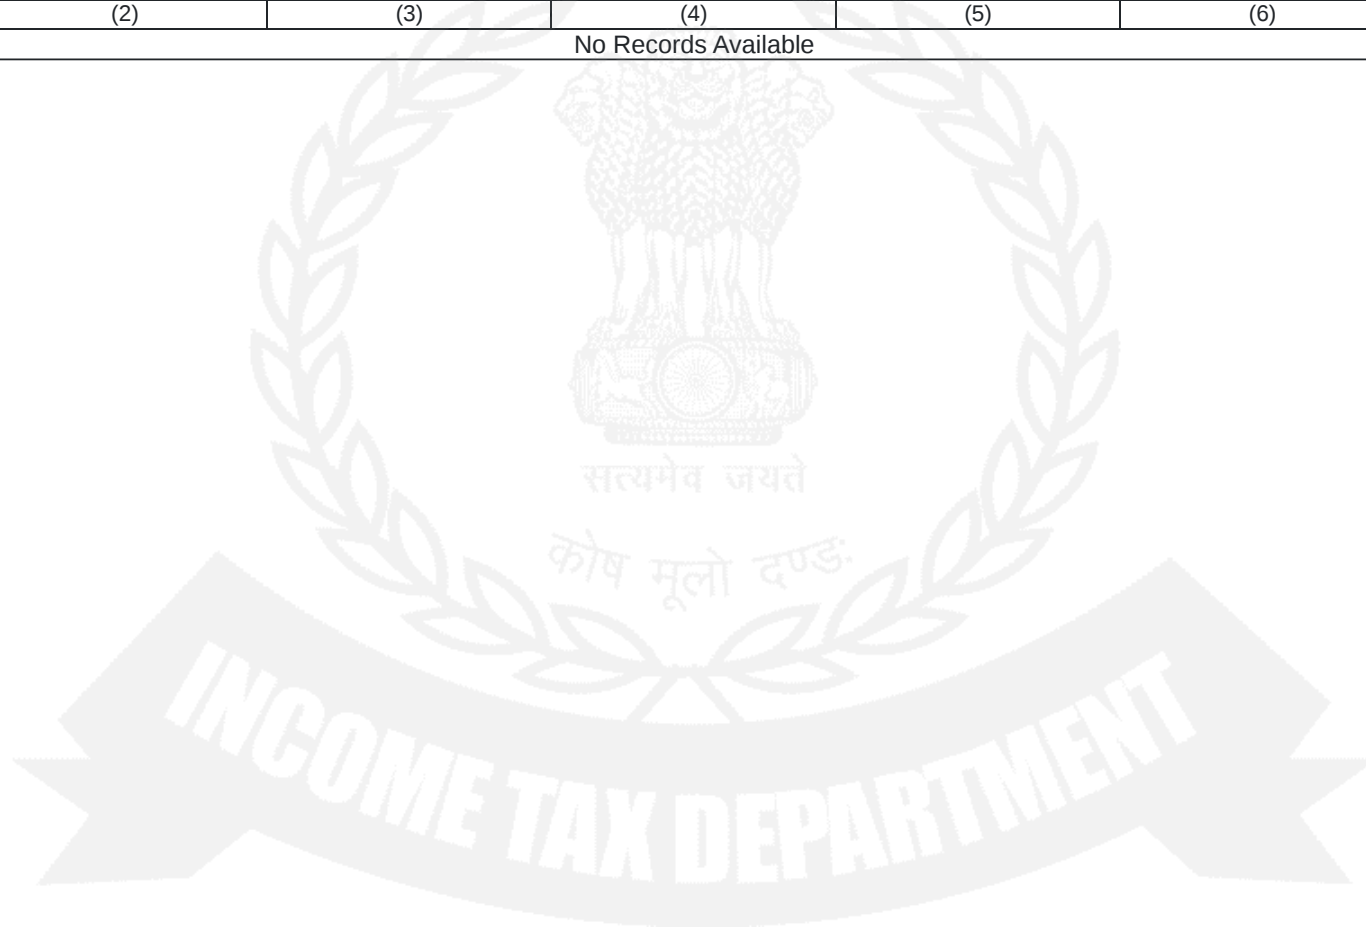 (2) (3) (4) (5) (6)
No Records Available
सत्यमेव जयते
कोष मूलो दण्डः
INCOME TAX DEPARTMENT